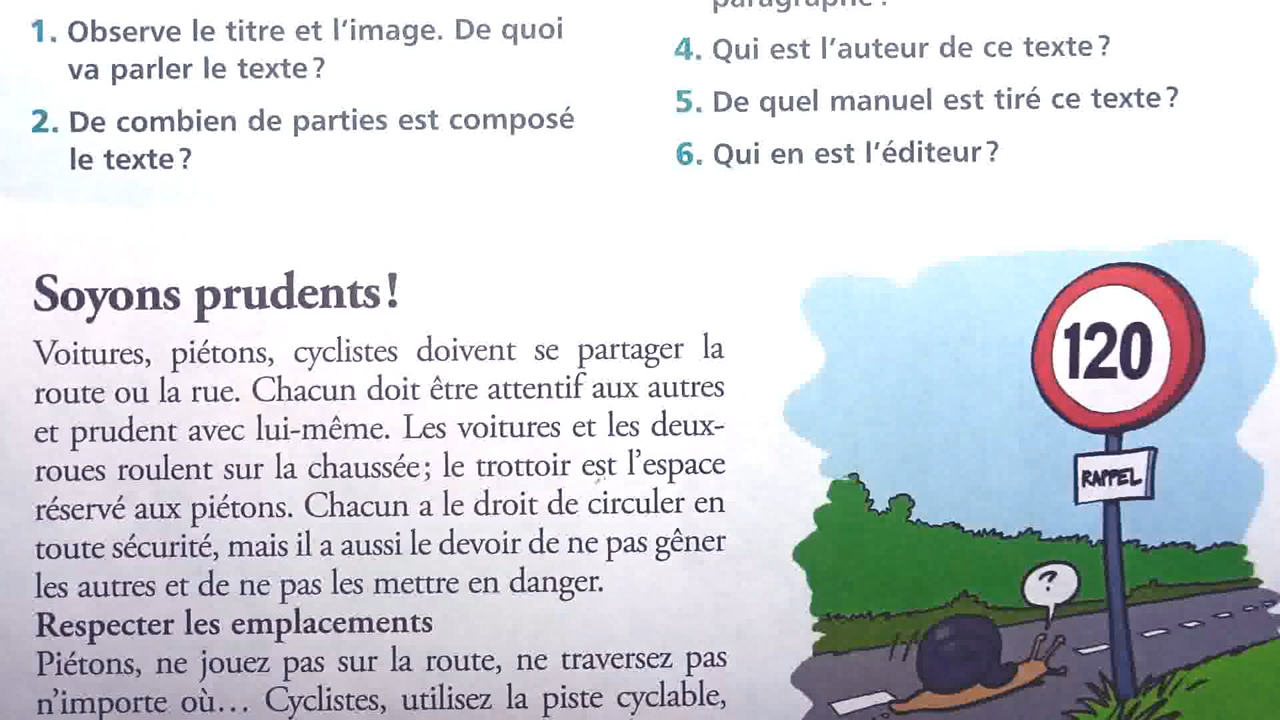 1. Observe le titre et l'image. De quoi
va parler le texte ?
2. De combien de parties est composé
le texte ?
paragraphe ?
4. Qui est l'auteur de ce texte ?
5. De quel manuel est tiré ce texte ?
6. Qui en est l'éditeur ?
Soyons prudents !
Voitures, piétons, cyclistes doivent se partager la
route ou la rue. Chacun doit être attentif aux autres
et prudent avec lui-même. Les voitures et les deux-
roues roulent sur la chaussée ; le trottoir est l'espace
réservé aux piétons. Chacun a le droit de circuler en
toute sécurité, mais il a aussi le devoir de ne pas gêner
les autres et de ne pas les mettre en danger.
Respecter les emplacements
Piétons, ne jouez pas sur la route, ne traversez pas
n'importe où... Cyclistes, utilisez la piste cyclable,
120
RAPPEL
?